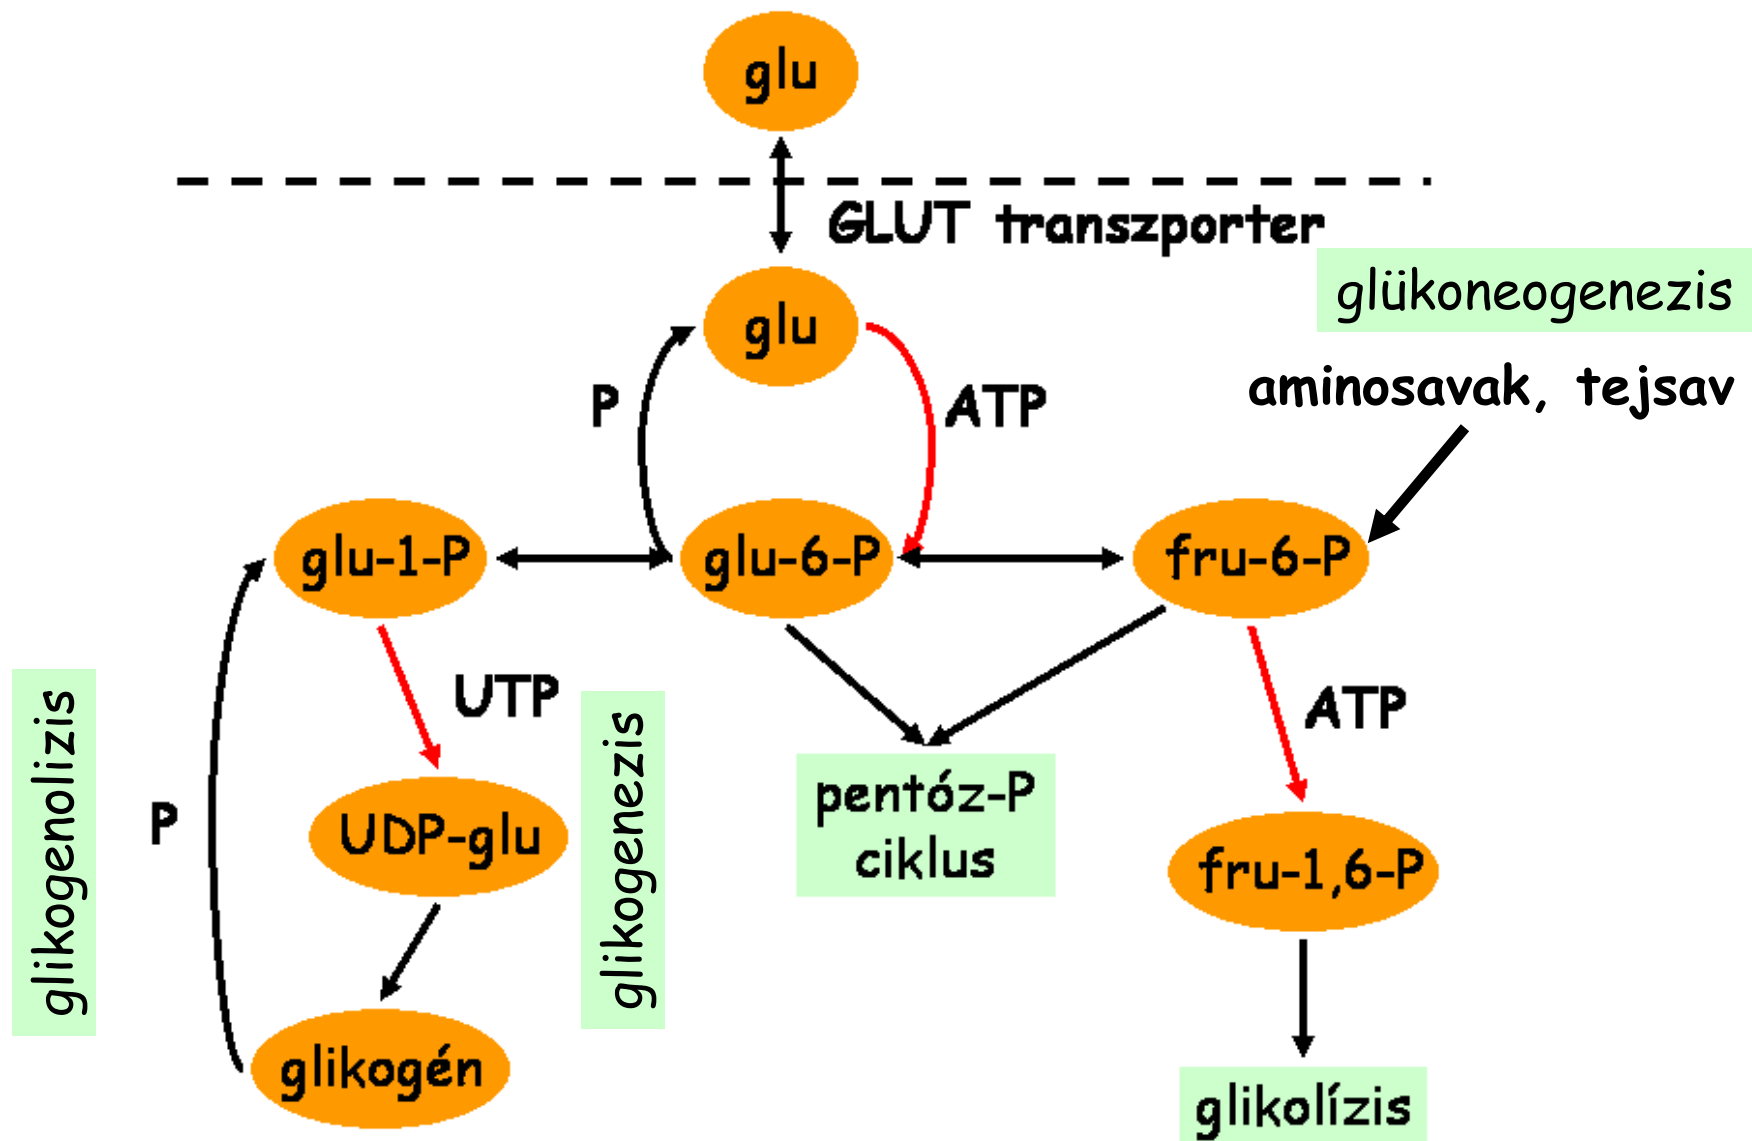 glu
GLUT transzporter
glu
glükoneogenezis
aminosavak, tejsav
P
ATP
glu-1-P
glu-6-P
fru-6-P
UTP
ATP
glikogenolizis
P
UDP-glu
glikogenezis
pentóz-P
ciklus
fru-1,6-P
glikogén
glikolízis